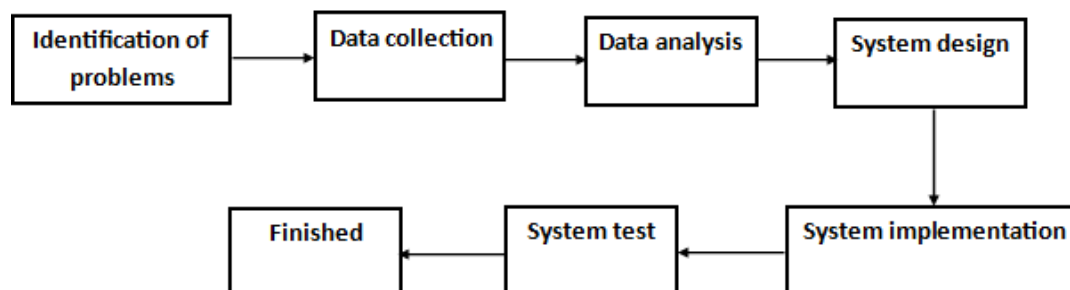 Identification of
problems
Data collection
Data analysis
System design
System implementation
System test
Finished